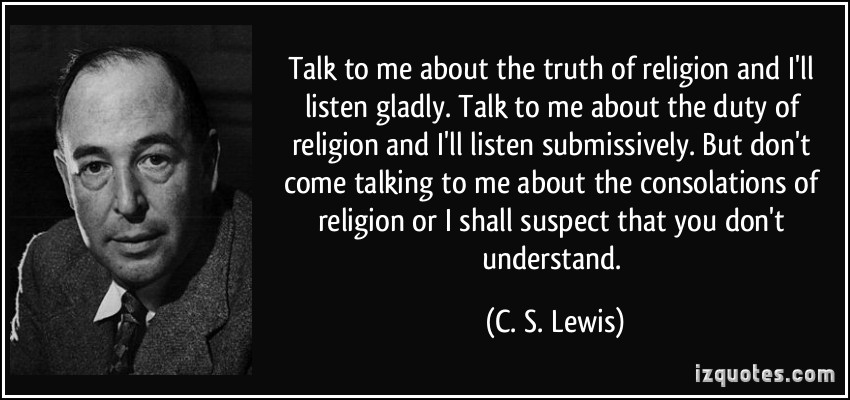 Talk to me about the truth of religion and I'll
listen gladly. Talk to me about the duty of
religion and I'll listen submissively. But don't
come talking to me about the consolations of
religion or I shall suspect that you don't
understand.
(C. S. Lewis)
izquotes.com